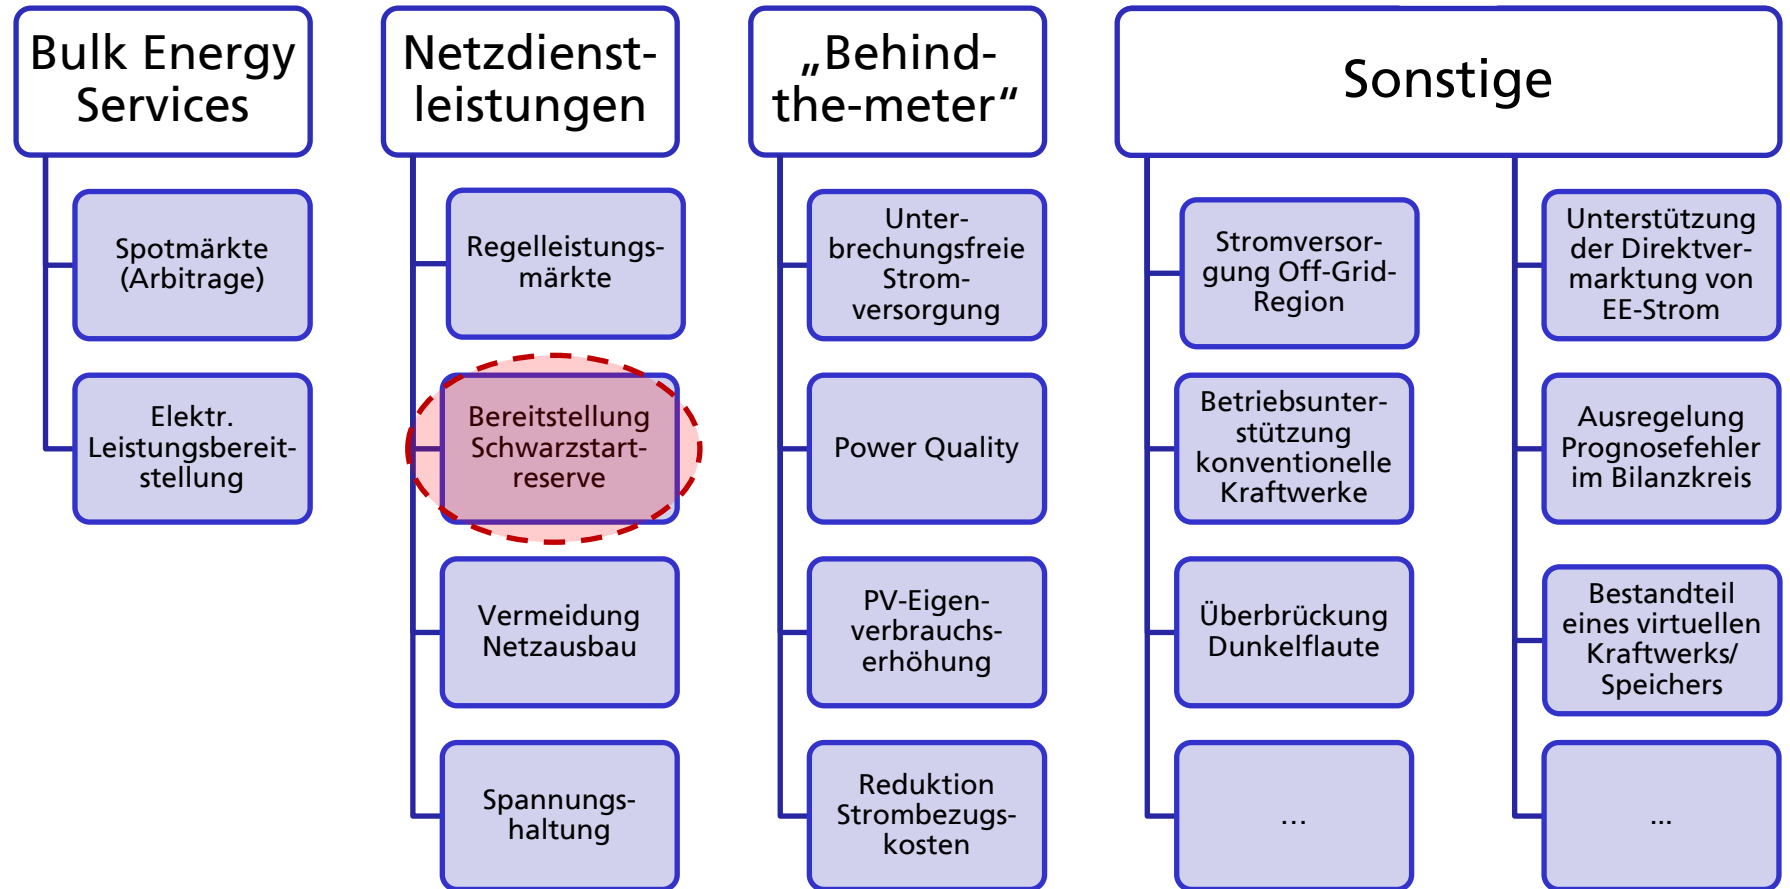 Bulk Energy
Services
Spotmärkte
(Arbitrage)
Elektr.
Leistungsbereit-
stellung
Netzdienst-
leistungen
Regelleistungs-
märkte
Bereitstellung
Schwarzstart-
reserve
Vermeidung
Netzausbau
Spannungs-
haltung
„Behind-
the-meter“
Unter-
brechungsfreie
Strom-
versorgung
Power Quality
PV-Eigen-
verbrauchs-
erhöhung
Reduktion
Strombezugs-
kosten
Sonstige
Stromversor-
gung Off-Grid-
Region
Betriebsunter-
stützung
konventionelle
Kraftwerke
Überbrückung
Dunkelflaute
…
Unterstützung
der Direktver-
marktung von
EE-Strom
Ausregelung
Prognosefehler
im Bilanzkreis
Bestandteil
eines virtuellen
Kraftwerks/
Speichers
...